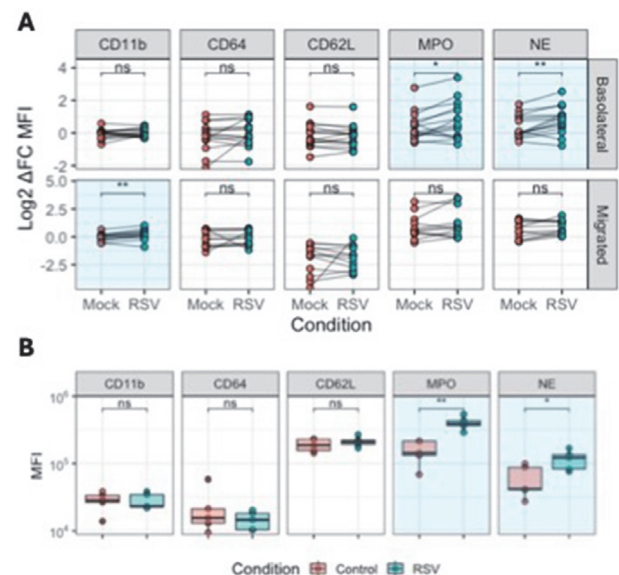 A
CD11b CD64 CD62L MPO NE
ns ns ns * **
4
2
0
-2
Basolateral
Log2 ΔFC MFI
** ns ns ns ns
5.0
2.5
0.0
-2.5
Migrated
Mock RSV Mock RSV Mock RSV Mock RSV Mock RSV
Condition
B
CD11b CD64 CD62L MPO NE
ns ns ns ** *
10⁶
10⁵
10⁴
MFI
Condition Control RSV